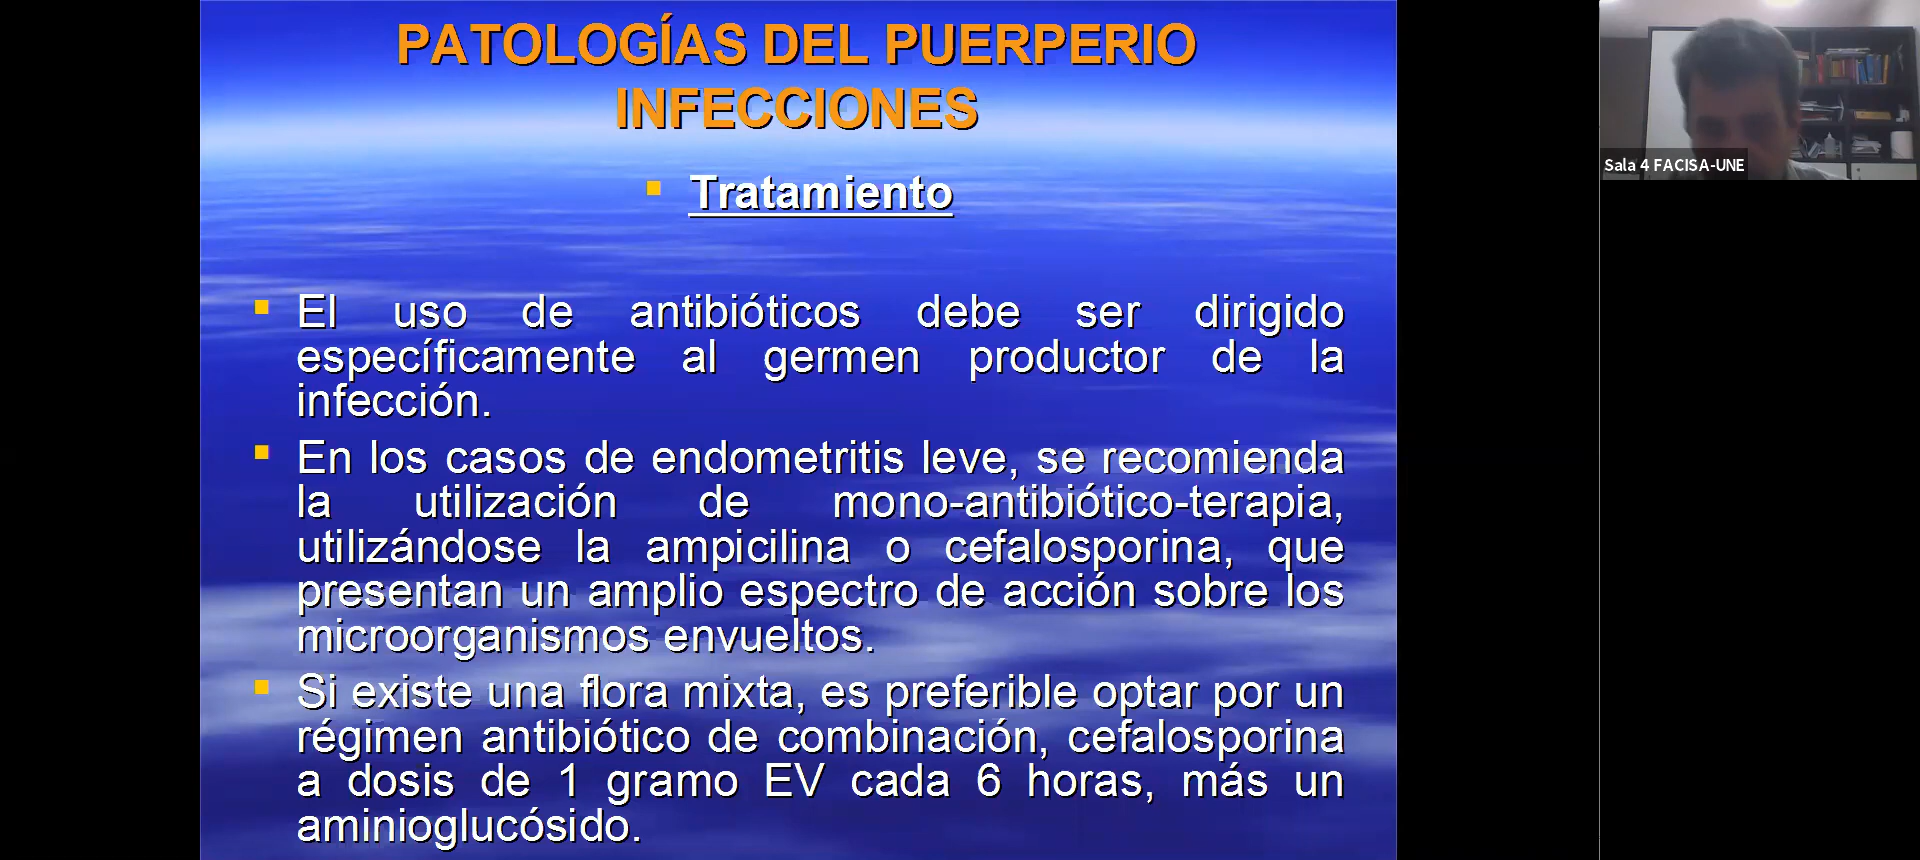 PATOLOGÍAS DEL PUERPERIO
INFECCIONES
Tratamiento
El uso de antibióticos debe ser dirigido
específicamente al germen productor de la
infección.
En los casos de endometritis leve, se recomienda
la utilización de mono-antibiótico-terapia,
utilizándose la ampicilina o cefalosporina, que
presentan un amplio espectro de acción sobre los
microorganismos envueltos.
Si existe una flora mixta, es preferible optar por un
régimen antibiótico de combinación, cefalosporina
a dosis de 1 gramo EV cada 6 horas, más un
aminioglucósido.
Sala 4 FACISA-UNE